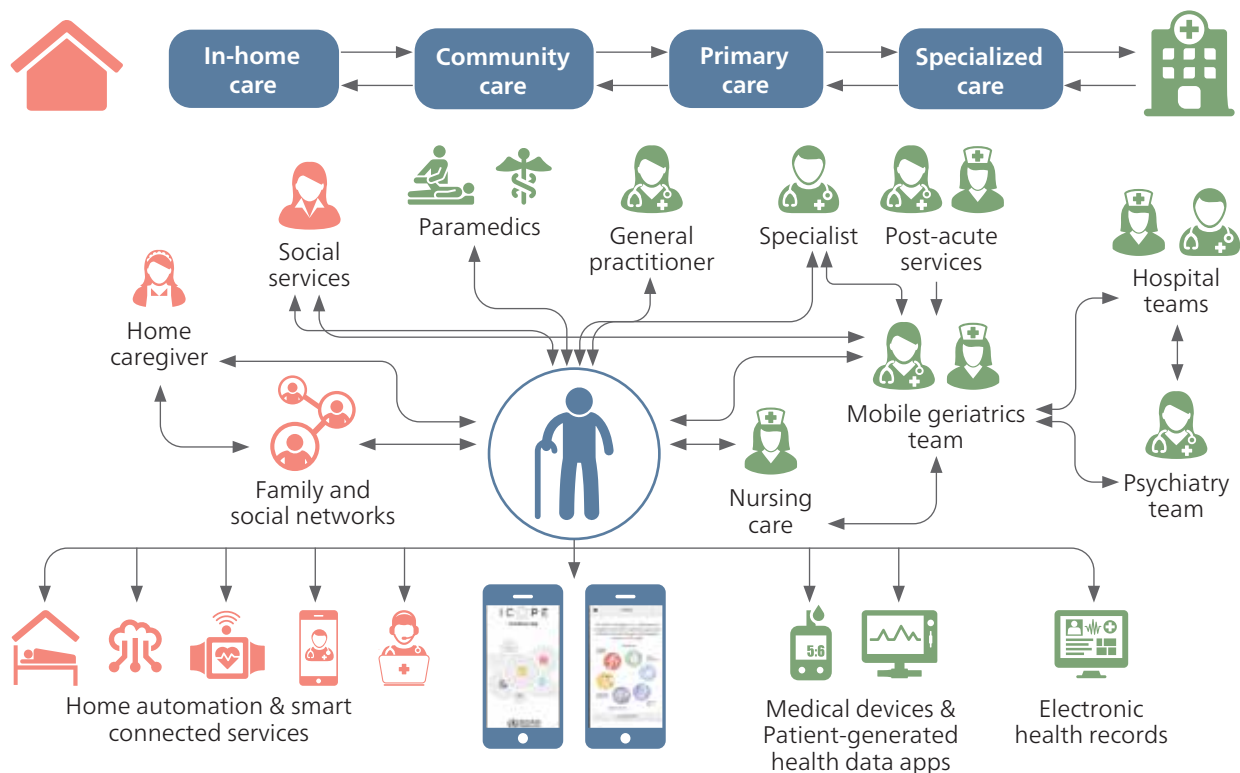 In-home
care
Community
care
Primary
care
Specialized
care
Paramedics
General
practitioner
Specialist
Post-acute
services
Social
services
Hospital
teams
Home
caregiver
Mobile geriatrics
team
Family and
social networks
Nursing
care
Psychiatry
team
ICOPE
5:6
Home automation & smart
connected services
Medical devices &
Patient-generated
health data apps
Electronic
health records